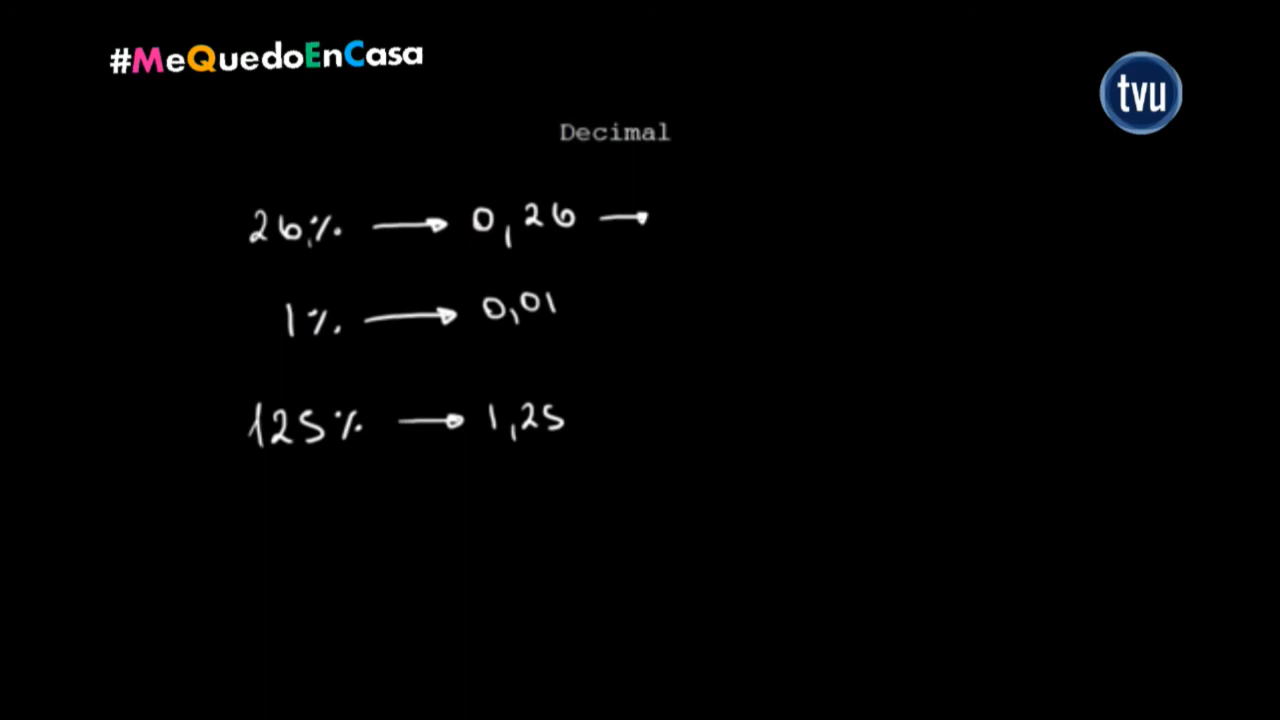 #MeQuedoEnCasa
tvu
Decimal
26% → 0,26 →
1% → 0,01
125% → 1,25